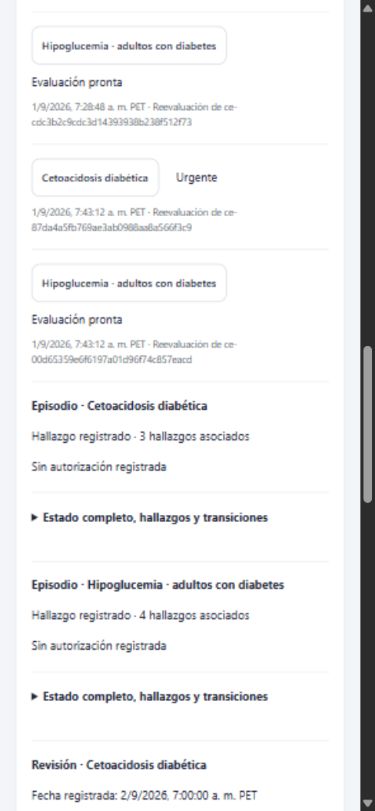 Hipoglucemia · adultos con diabetes
Evaluación pronta
1/9/2026, 7:28:48 a. m. PET · Reevaluación de ce-
cdc3b2c9cdc3d14393938b238f512f73
Cetoacidosis diabética Urgente
1/9/2026, 7:43:12 a. m. PET · Reevaluación de ce-
87da4a5fb769ae3ab0988aa8a566f3c9
Hipoglucemia · adultos con diabetes
Evaluación pronta
1/9/2026, 7:43:12 a. m. PET · Reevaluación de ce-
00d65359e6f6197a01d96f74c857eacd
Episodio · Cetoacidosis diabética
Hallazgo registrado · 3 hallazgos asociados
Sin autorización registrada
▶ Estado completo, hallazgos y transiciones
Episodio · Hipoglucemia · adultos con diabetes
Hallazgo registrado · 4 hallazgos asociados
Sin autorización registrada
▶ Estado completo, hallazgos y transiciones
Revisión · Cetoacidosis diabética
Fecha registrada: 2/9/2026, 7:00:00 a. m. PET